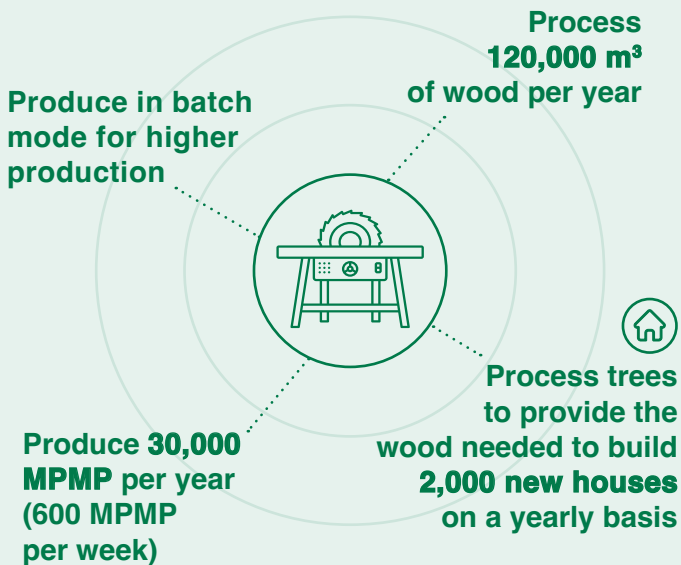 Process
120,000 m³
of wood per year
Produce in batch
mode for higher
production
Process trees
to provide the
wood needed to build
2,000 new houses
on a yearly basis
Produce 30,000
MPMP per year
(600 MPMP
per week)